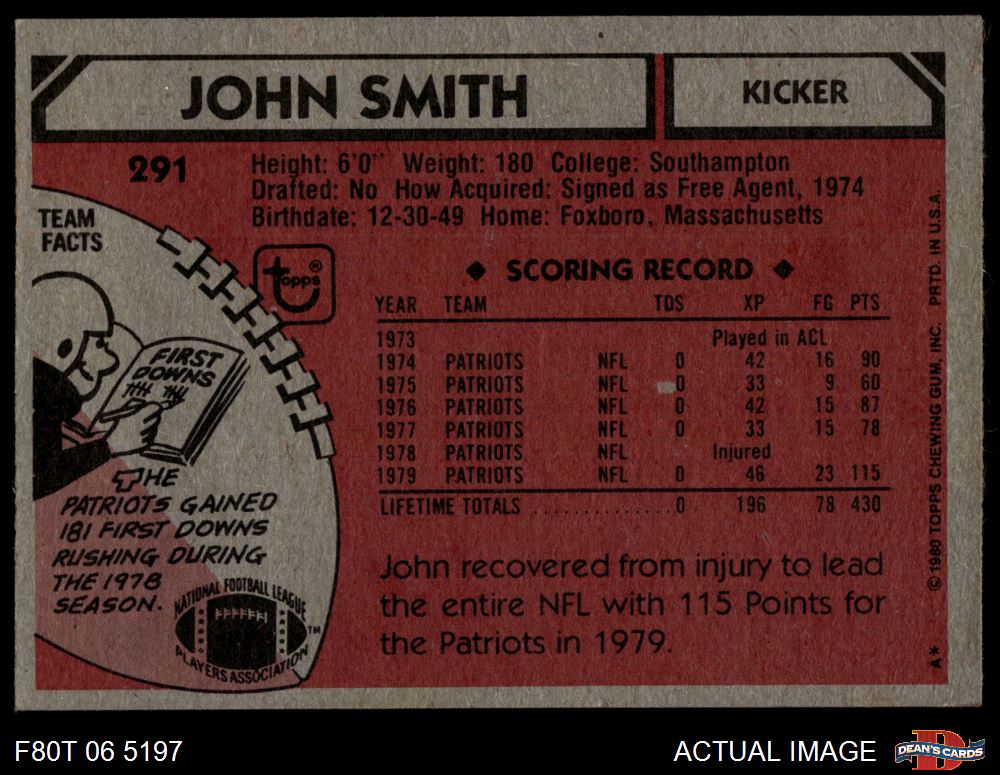 JOHN SMITH
KICKER
291
Height: 6'0" Weight: 180 College: Southampton
Drafted: No How Acquired: Signed as Free Agent, 1974
Birthdate: 12-30-49 Home: Foxboro, Massachusetts
TEAM
FACTS
topps®
FIRST
DOWNS
THE
PATRIOTS GAINED
181 FIRST DOWNS
RUSHING DURING
THE 1978
SEASON.
NATIONAL FOOTBALL LEAGUE
PLAYERS ASSOCIATION
TM
◆ SCORING RECORD ◆
YEAR TEAM TDS XP FG PTS
1973 Played in ACL
1974 PATRIOTS NFL 0 42 16 90
1975 PATRIOTS NFL 0 33 9 60
1976 PATRIOTS NFL 0 42 15 87
1977 PATRIOTS NFL 0 33 15 78
1978 PATRIOTS NFL Injured
1979 PATRIOTS NFL 0 46 23 115
LIFETIME TOTALS ..............0 196 78 430
John recovered from injury to lead
the entire NFL with 115 Points for
the Patriots in 1979.
A* © 1980 TOPPS CHEWING GUM, INC. PRTD. IN U.S.A.
F80T 06 5197
ACTUAL IMAGE
DEAN'S CARDS